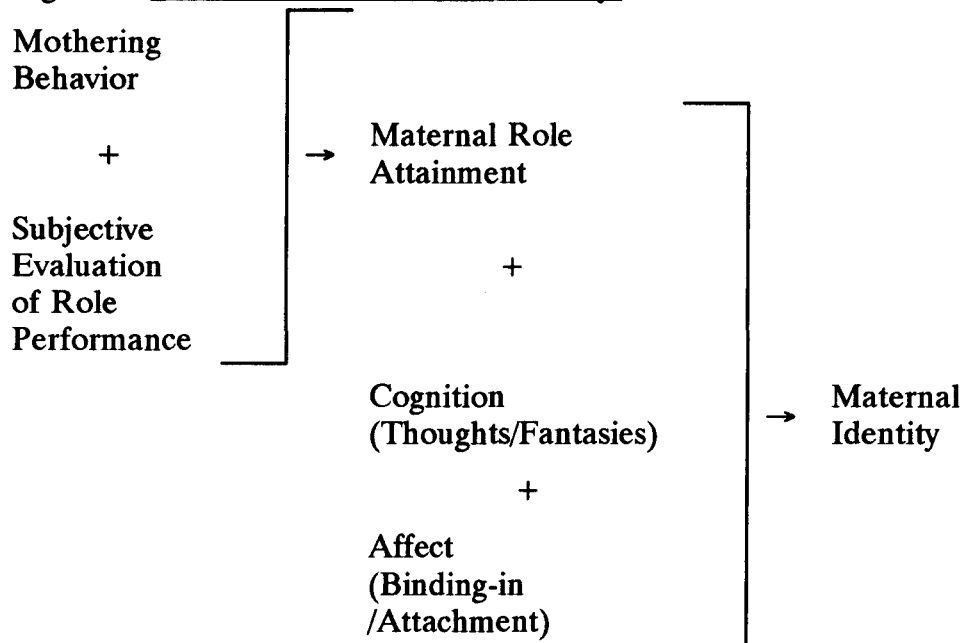 Mothering
Behavior
+
Subjective
Evaluation
of Role
Performance
→
Maternal Role
Attainment
+
Cognition
(Thoughts/Fantasies)
+
Affect
(Binding-in
/Attachment)
→
Maternal
Identity